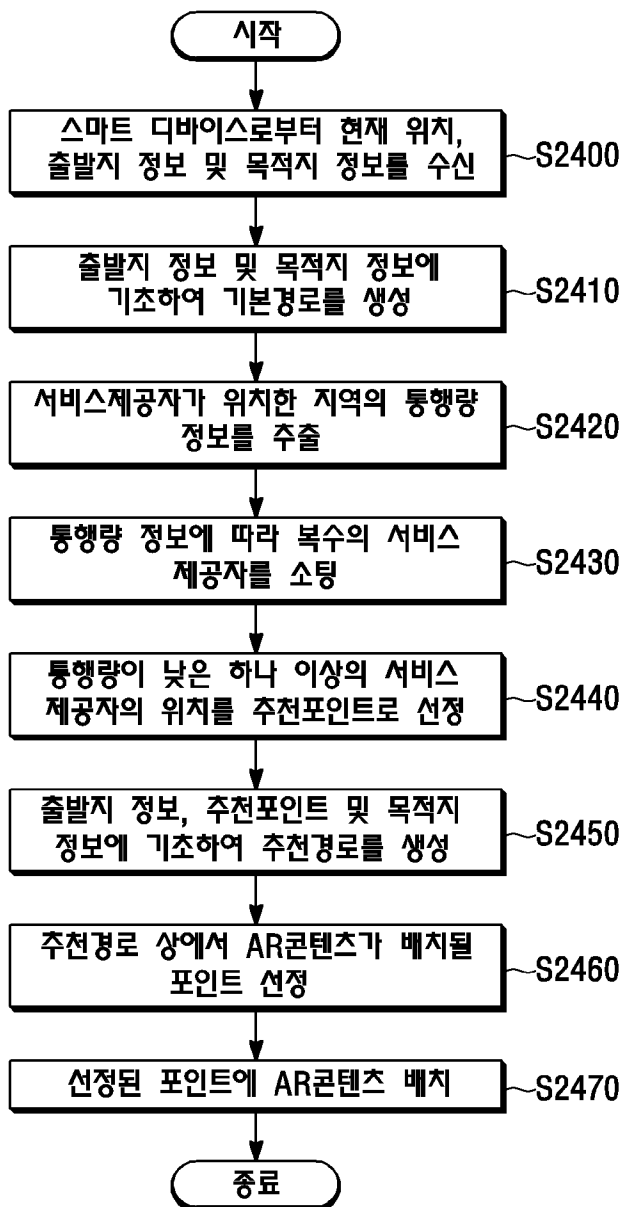 시작
스마트 디바이스로부터 현재 위치,
출발지 정보 및 목적지 정보를 수신
S2400
출발지 정보 및 목적지 정보에
기초하여 기본경로를 생성
S2410
서비스제공자가 위치한 지역의 통행량
정보를 추출
S2420
통행량 정보에 따라 복수의 서비스
제공자를 소팅
S2430
통행량이 낮은 하나 이상의 서비스
제공자의 위치를 추천포인트로 선정
S2440
출발지 정보, 추천포인트 및 목적지
정보에 기초하여 추천경로를 생성
S2450
추천경로 상에서 AR콘텐츠가 배치될
포인트 선정
S2460
선정된 포인트에 AR콘텐츠 배치
S2470
종료